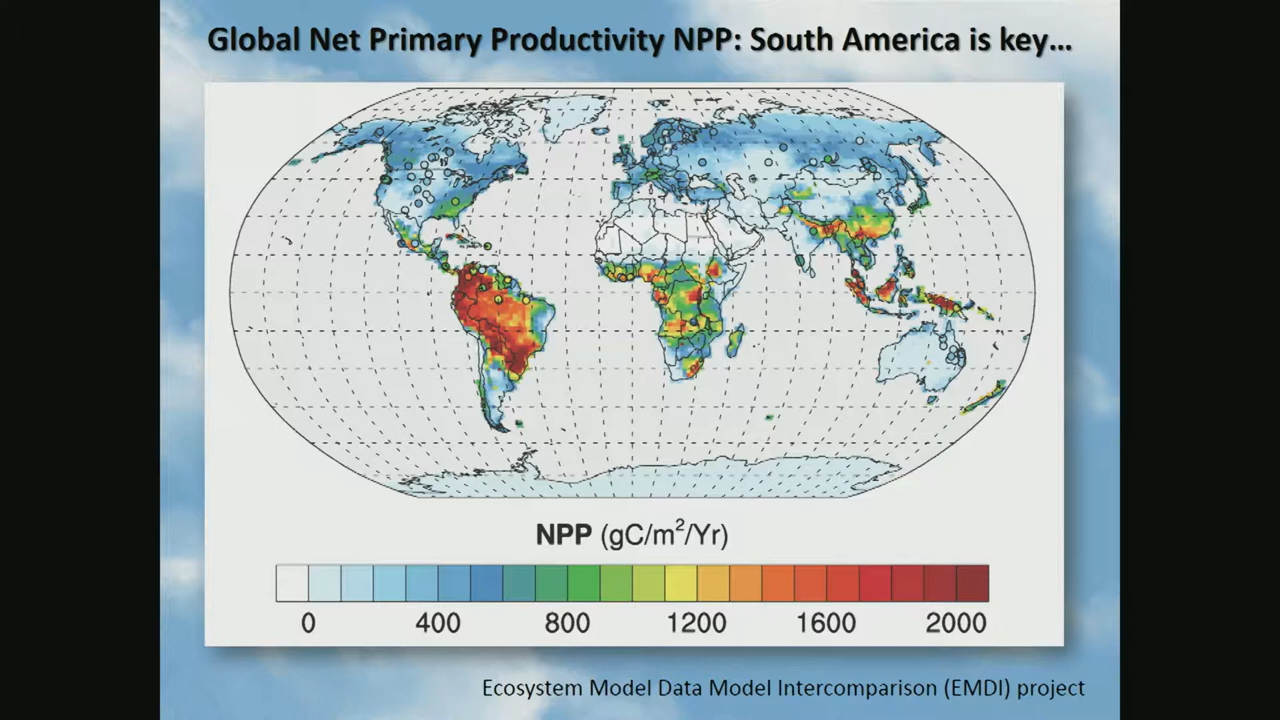 Global Net Primary Productivity NPP: South America is key...
NPP (gC/m²/Yr)
0 400 800 1200 1600 2000
Ecosystem Model Data Model Intercomparison (EMDI) project